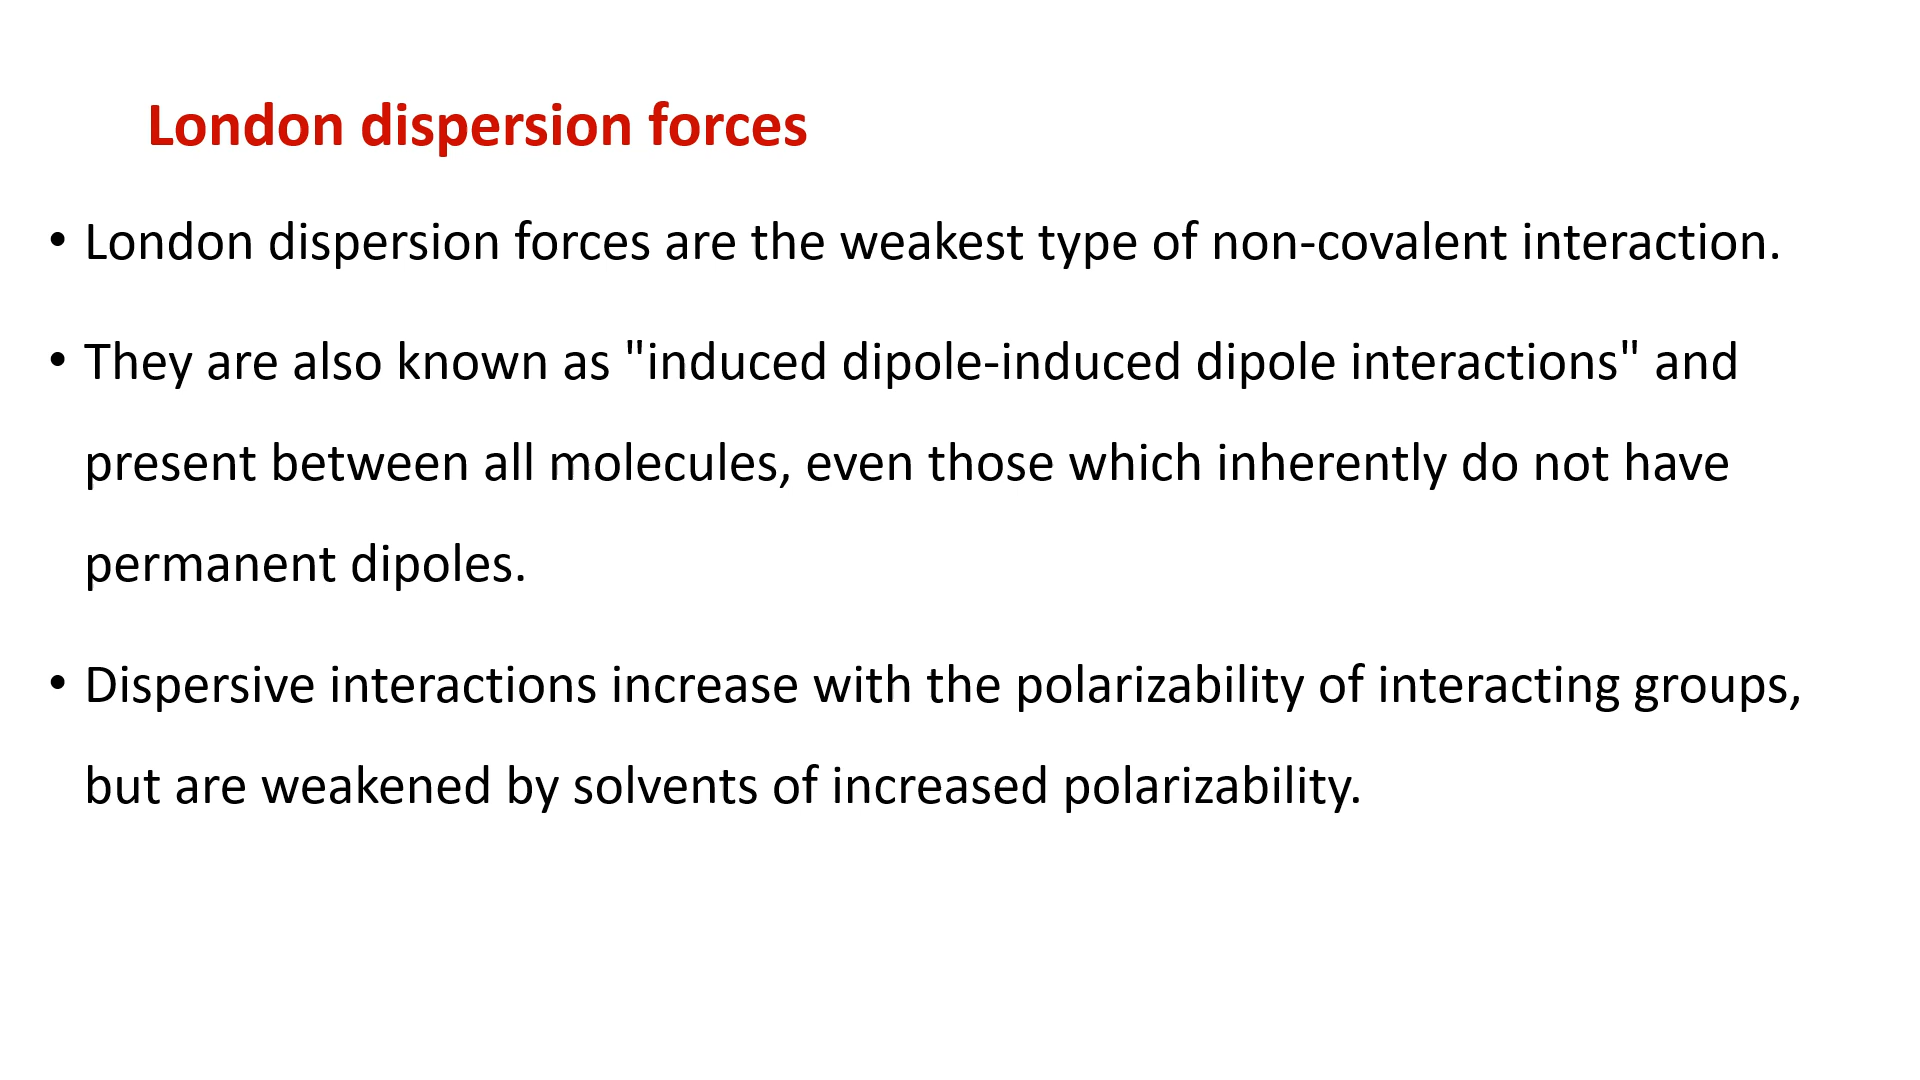 London dispersion forces
• London dispersion forces are the weakest type of non-covalent interaction.
• They are also known as "induced dipole-induced dipole interactions" and
present between all molecules, even those which inherently do not have
permanent dipoles.
• Dispersive interactions increase with the polarizability of interacting groups,
but are weakened by solvents of increased polarizability.